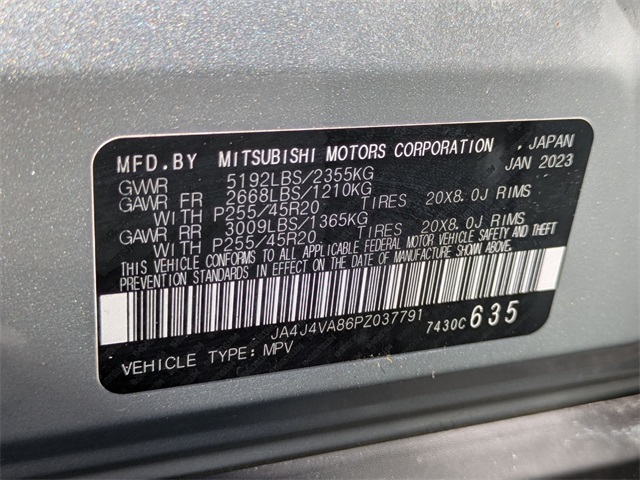 MFD.BY MITSUBISHI MOTORS CORPORATION . JAPAN
JAN 2023
GVWR 5192LBS/2355KG
GAWR FR 2668LBS/1210KG
WITH P255/45R20 TIRES 20X8.0J RIMS
GAWR RR 3009LBS/1365KG
WITH P255/45R20 TIRES 20X8.0J RIMS
THIS VEHICLE CONFORMS TO ALL APPLICABLE FEDERAL MOTOR VEHICLE SAFETY AND THEFT
PREVENTION STANDARDS IN EFFECT ON THE DATE OF MANUFACTURE SHOWN ABOVE.
JA4J4VA86PZ037791 7430C 635
VEHICLE TYPE: MPV